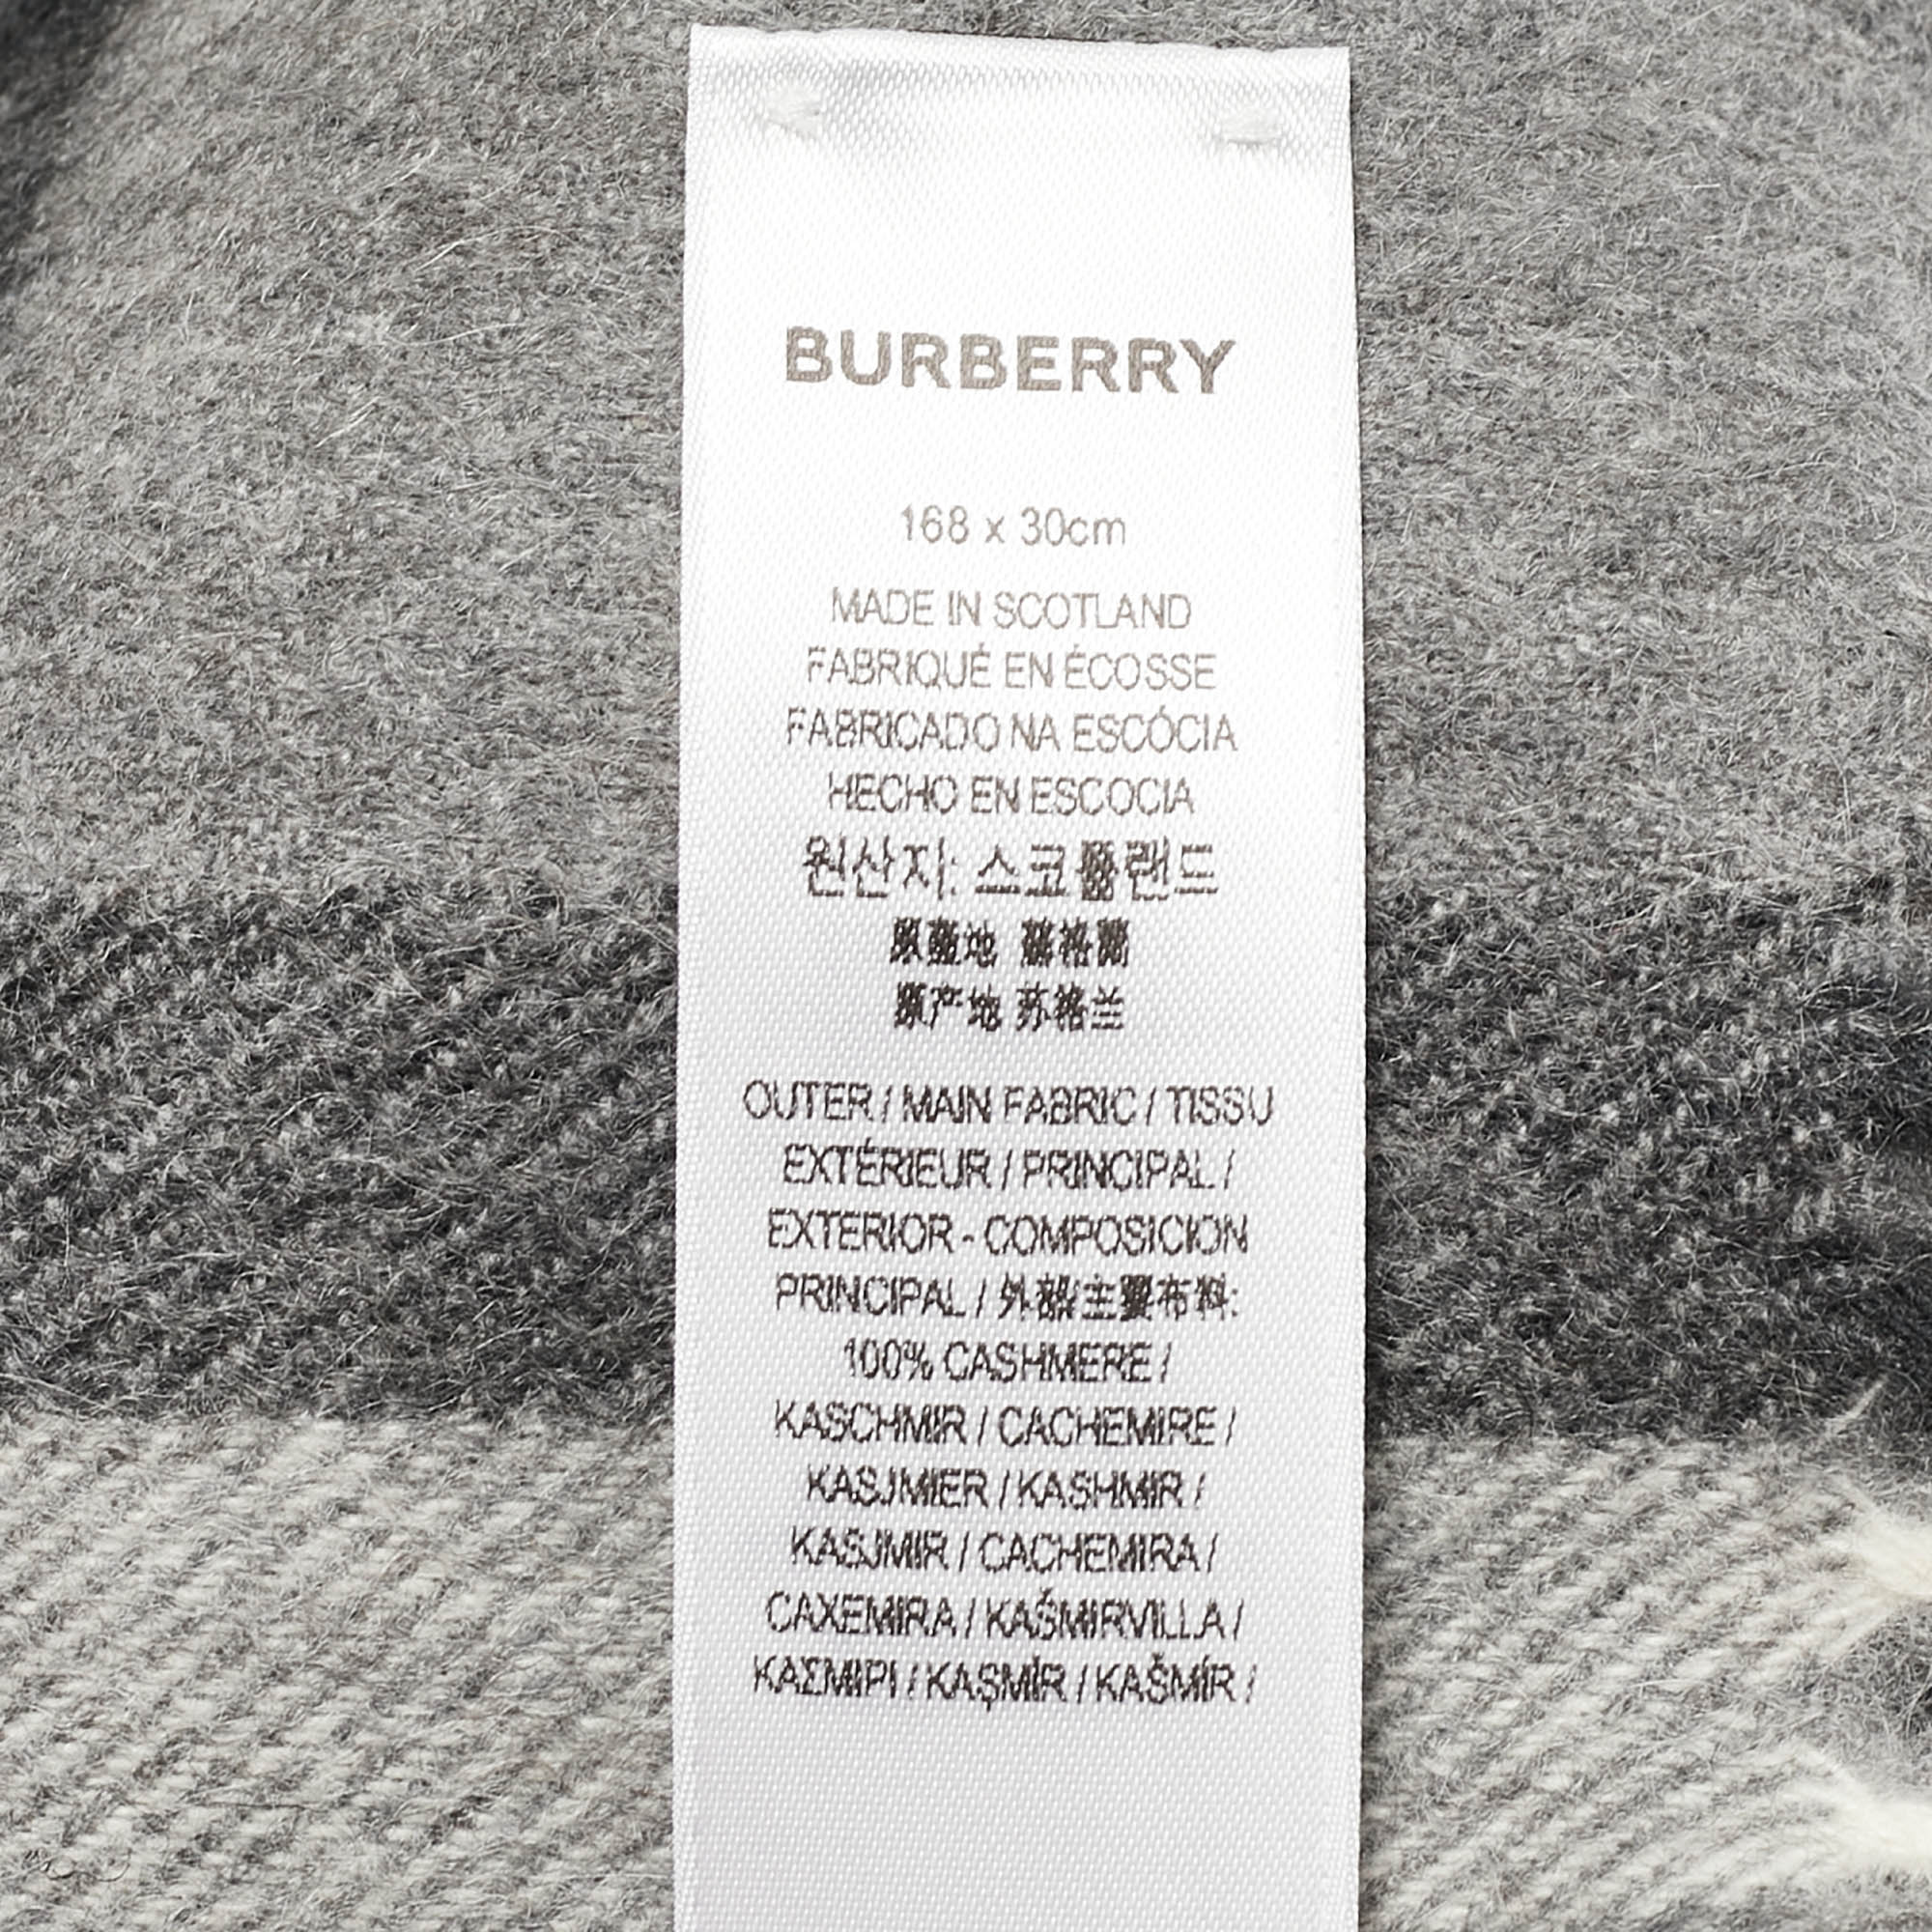 BURBERRY
168 x 30cm
MADE IN SCOTLAND
FABRIQUÉ EN ÉCOSSE
FABRICADO NA ESCÓCIA
HECHO EN ESCOCIA
원산지: 스코틀랜드
原產地 蘇格蘭
原产地 苏格兰
OUTER / MAIN FABRIC / TISSU
EXTÉRIEUR / PRINCIPAL /
EXTERIOR - COMPOSICION
PRINCIPAL / 外部/主要布料:
100% CASHMERE /
KASCHMIR / CACHEMIRE /
KASJMIER / KASHMIR /
KASJMIR / CACHEMIRA /
CAXEMIRA / KAŠMIRVILLA /
ΚΑΣΜΙΡΙ / KAŞMİR / KAŠMÍR /